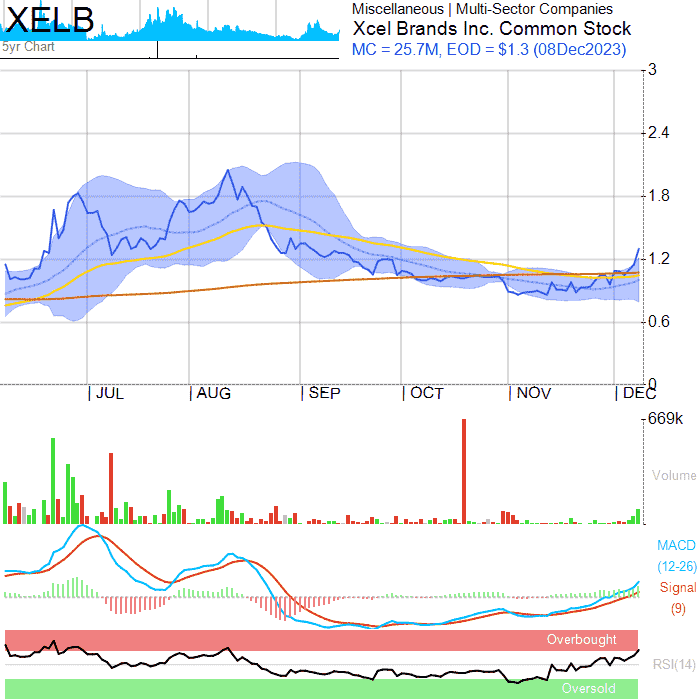 XELB
5yr Chart
Miscellaneous | Multi-Sector Companies
Xcel Brands Inc. Common Stock
MC = 25.7M, EOD = $1.3 (08Dec2023)
3
2.4
1.8
1.2
0.6
0
JUL AUG SEP OCT NOV DEC
669k
Volume
MACD
(12-26)
Signal
(9)
Overbought
RSI(14)
Oversold